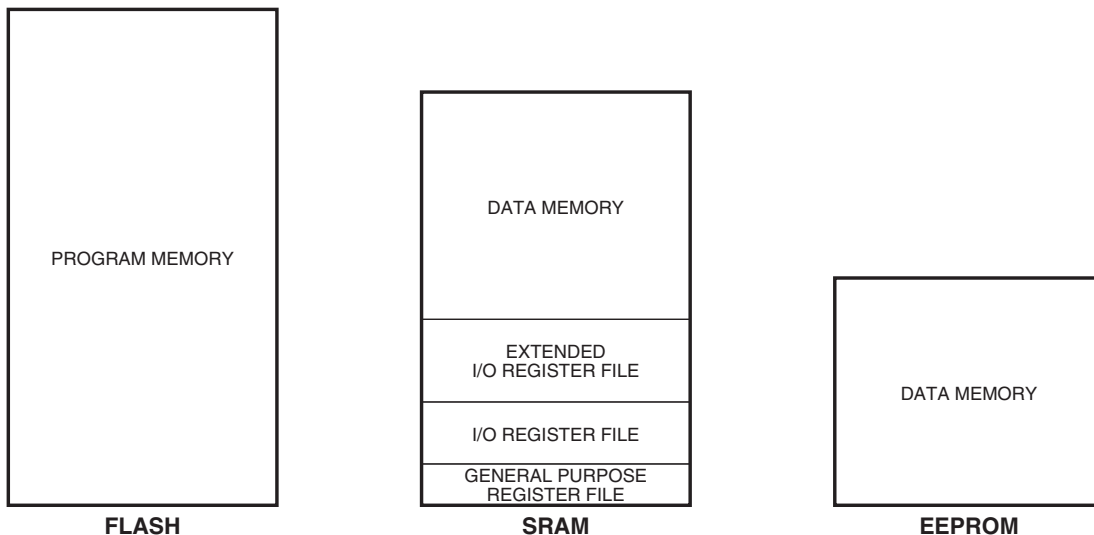 PROGRAM MEMORY
FLASH
DATA MEMORY
EXTENDED
I/O REGISTER FILE
I/O REGISTER FILE
GENERAL PURPOSE
REGISTER FILE
SRAM
DATA MEMORY
EEPROM